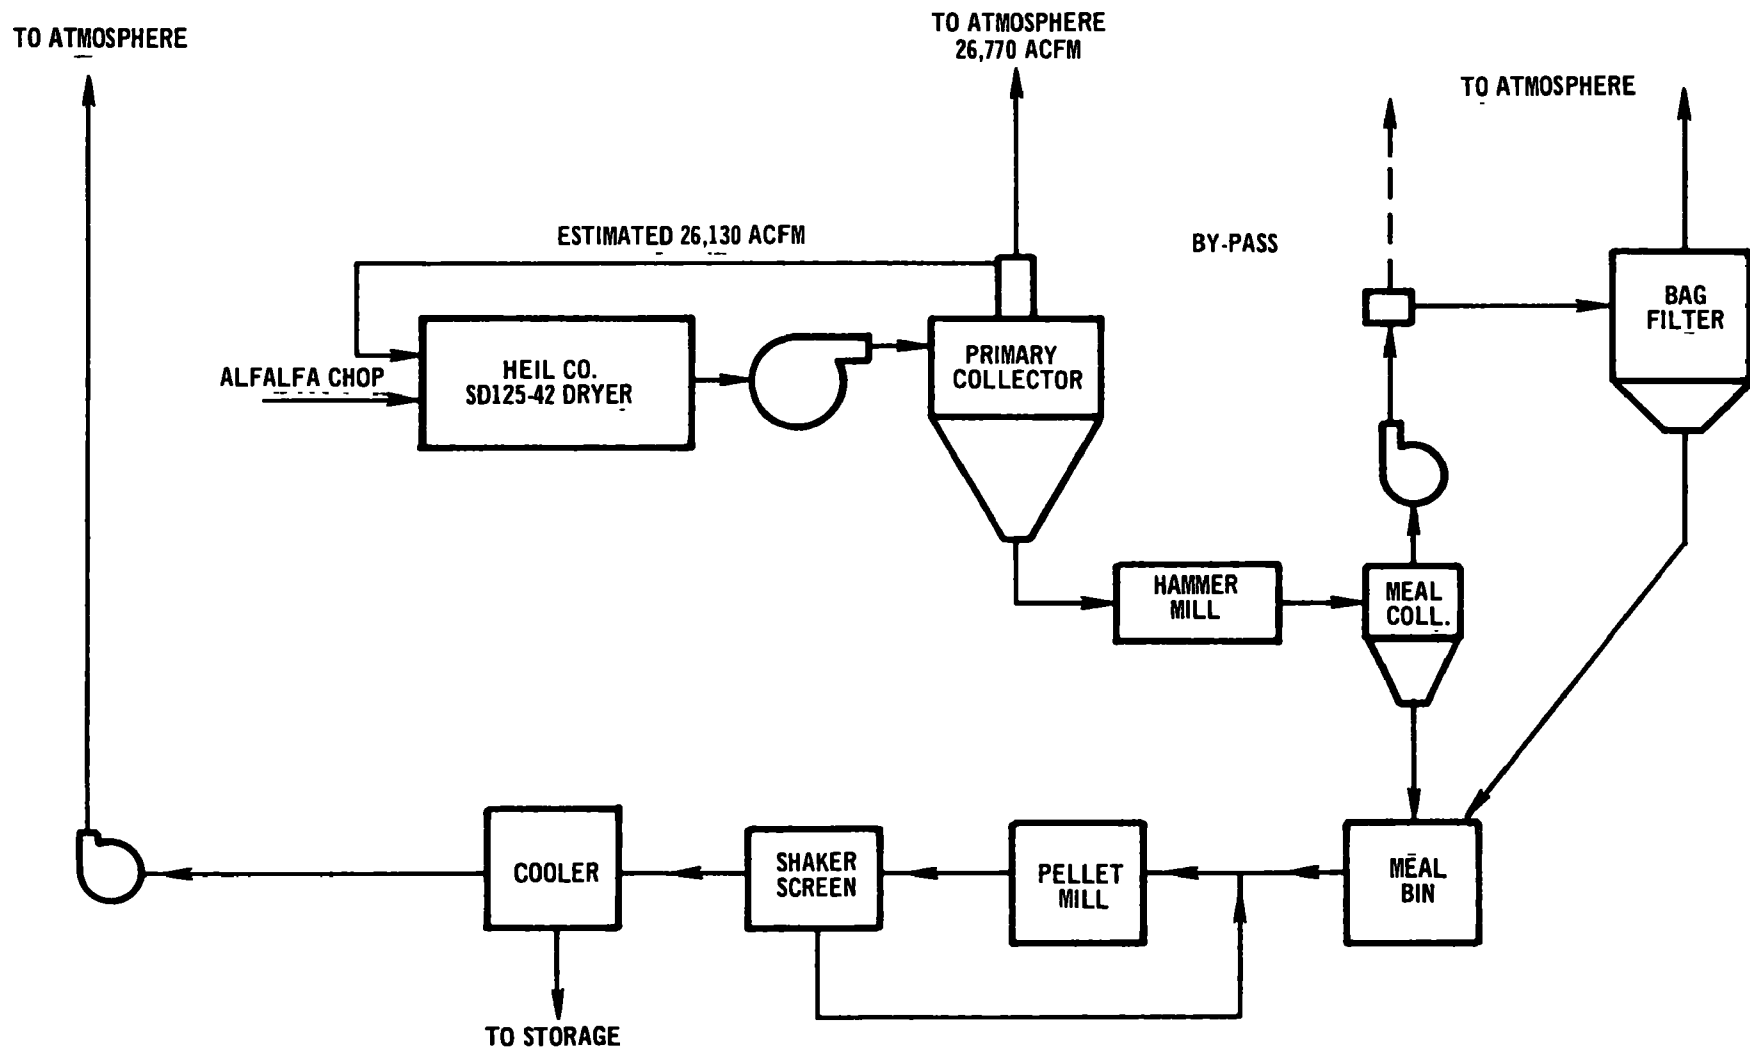 TO ATMOSPHERE
TO ATMOSPHERE
26,770 ACFM
TO ATMOSPHERE
ESTIMATED 26,130 ACFM
BY-PASS
BAG
FILTER
ALFALFA CHOP
HEIL CO.
SD125-42 DRYER
PRIMARY
COLLECTOR
HAMMER
MILL
MEAL
COLL.
COOLER
SHAKER
SCREEN
PELLET
MILL
MEAL
BIN
TO STORAGE